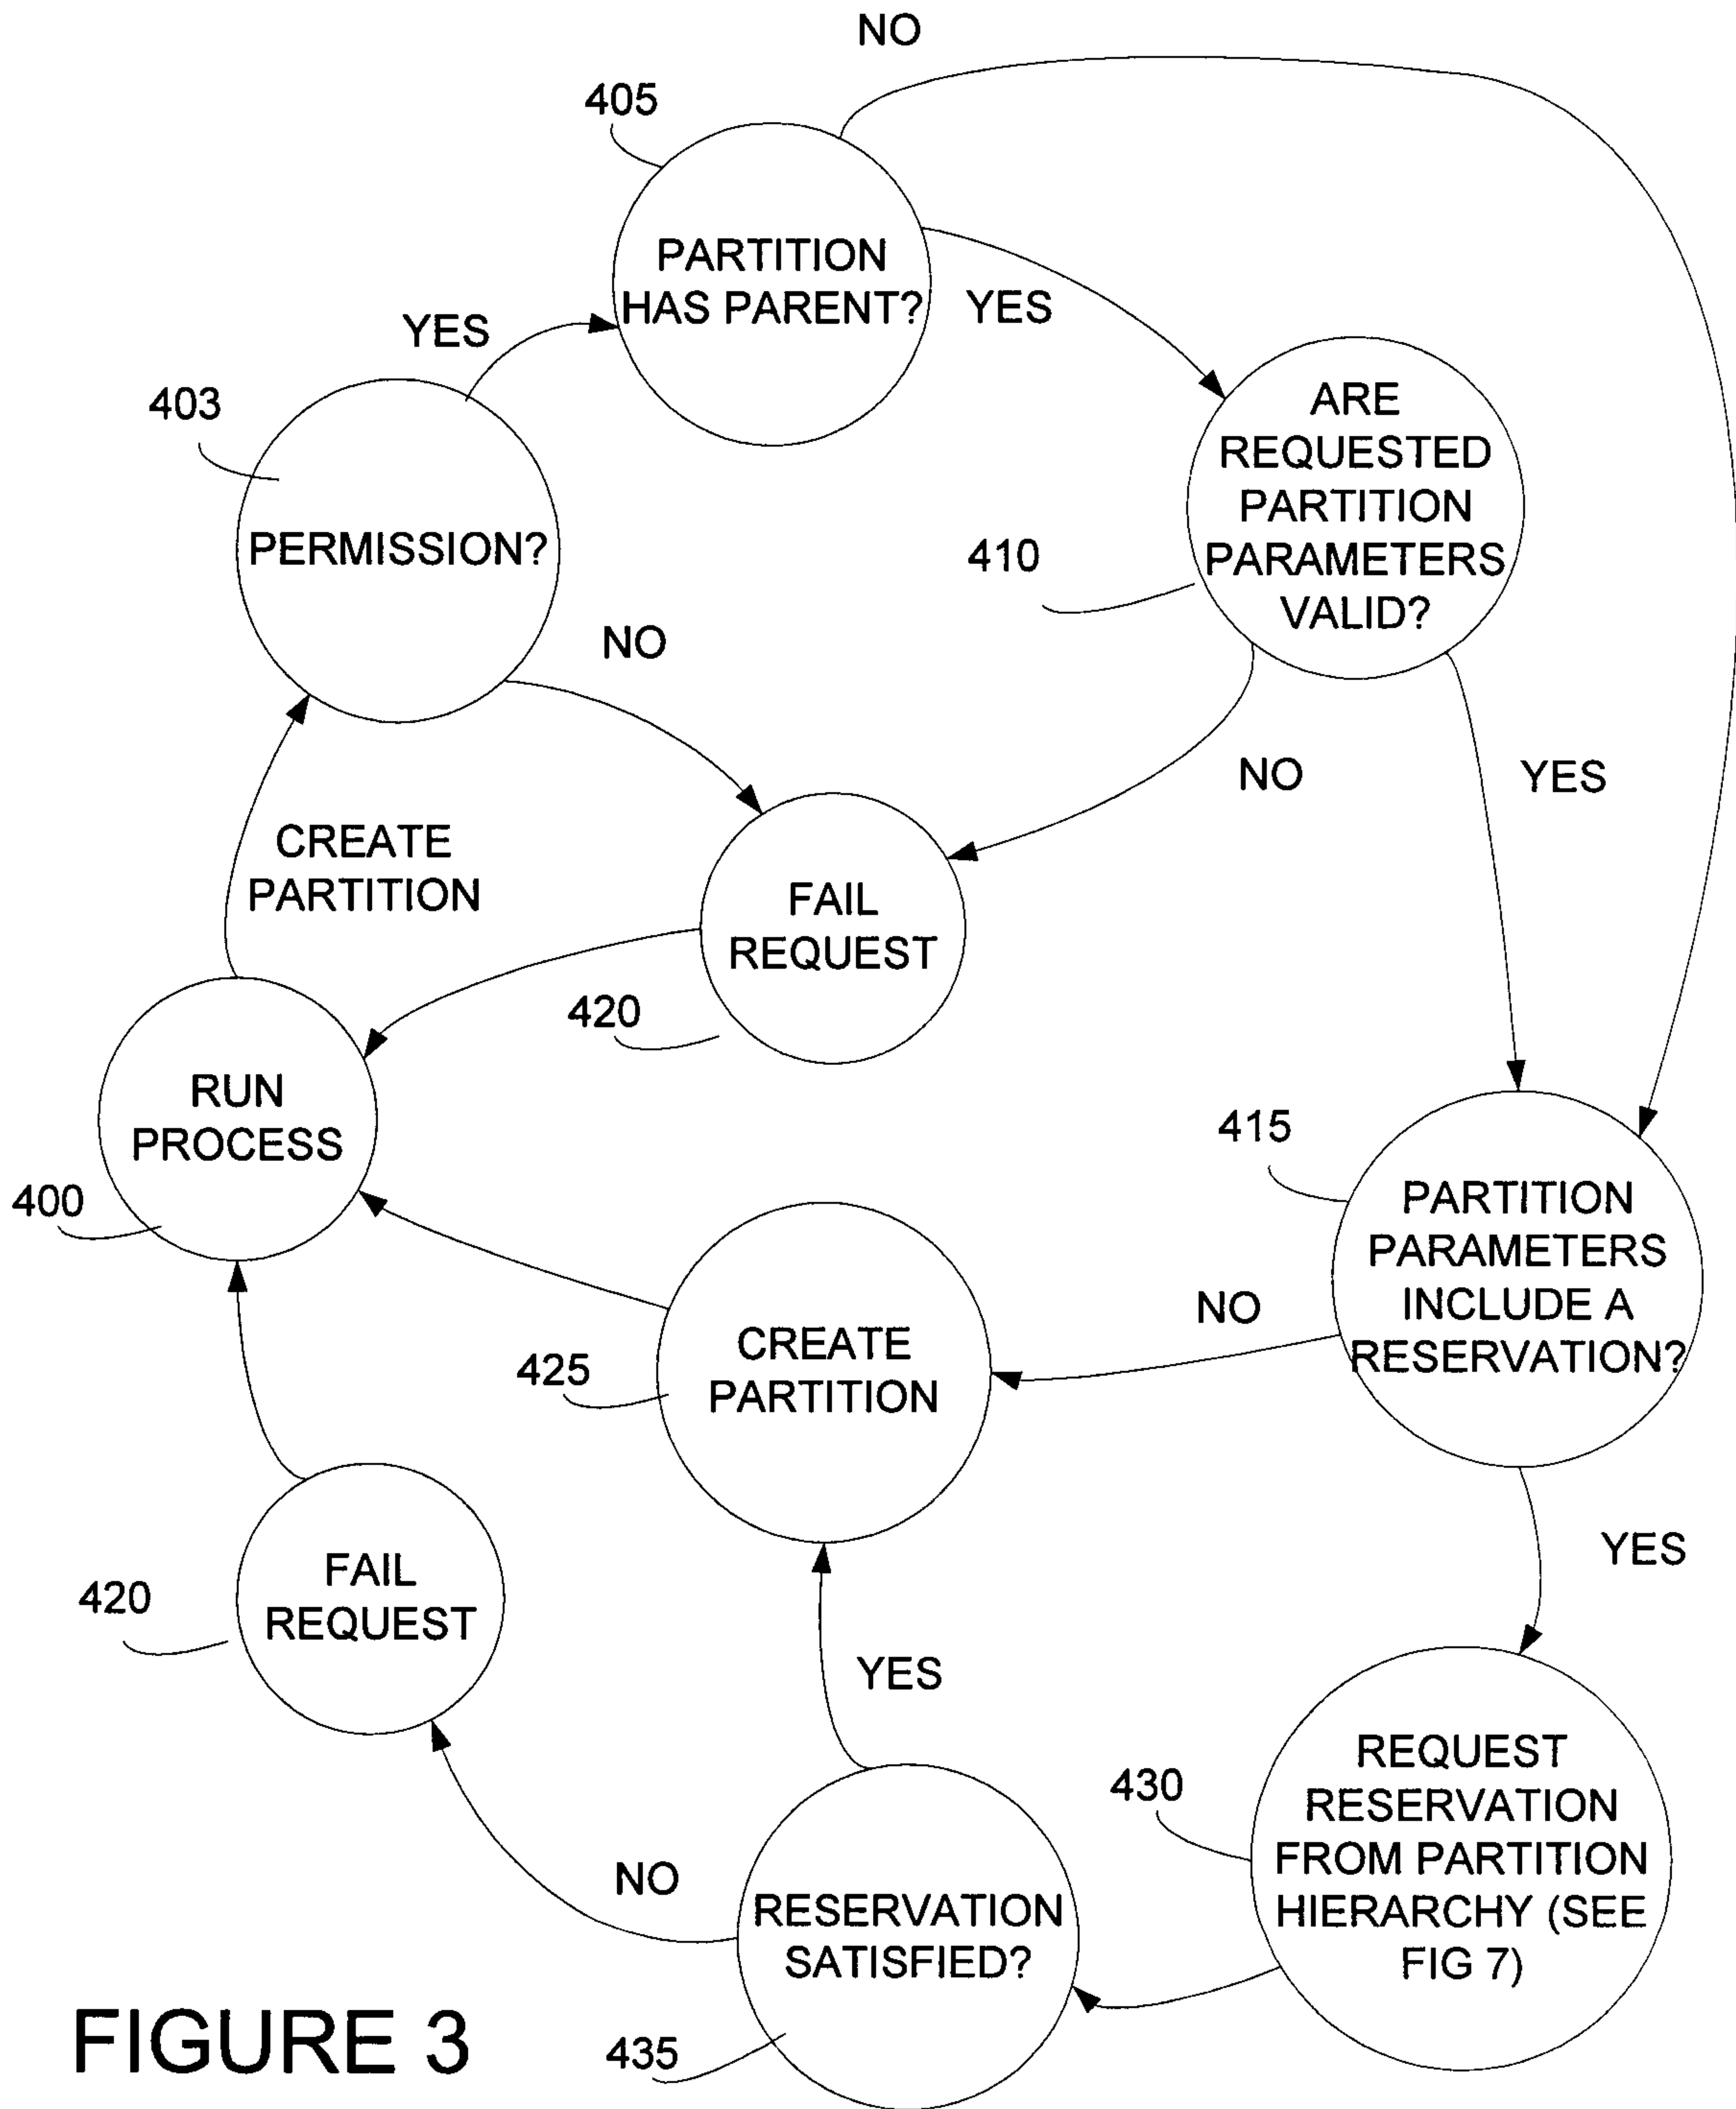 NO
405
PARTITION
HAS PARENT?
YES
YES
403
ARE
REQUESTED
PARTITION
PARAMETERS
VALID?
PERMISSION?
410
NO
NO
YES
CREATE
PARTITION
FAIL
REQUEST
420
RUN
PROCESS
415
400
PARTITION
PARAMETERS
INCLUDE A
RESERVATION?
NO
CREATE
PARTITION
425
YES
FAIL
REQUEST
420
YES
REQUEST
RESERVATION
FROM PARTITION
HIERARCHY (SEE
FIG 7)
430
NO
RESERVATION
SATISFIED?
435
FIGURE 3